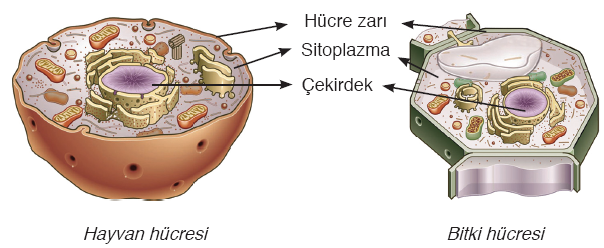 Hücre zarı
Sitoplazma
Çekirdek
Hayvan hücresi
Bitki hücresi